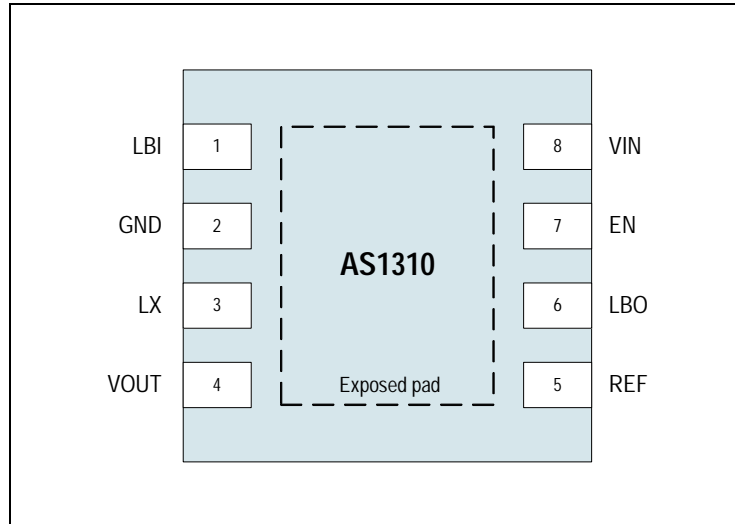 LBI 1 8 VIN
GND 2 7 EN
AS1310
LX 3 6 LBO
VOUT 4 Exposed pad 5 REF